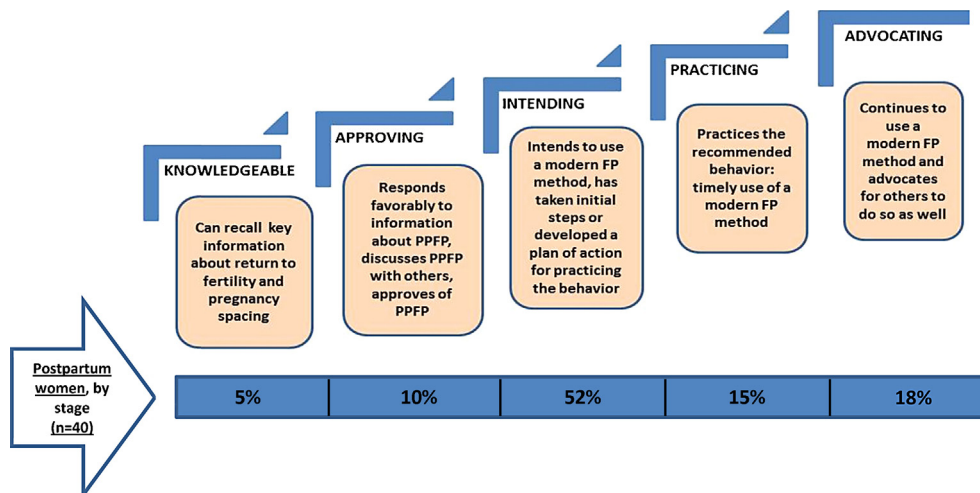 KNOWLEDGEABLE
Can recall key
information
about return to
fertility and
pregnancy
spacing
APPROVING
Responds
favorably to
information
about PPFP,
discusses PPFP
with others,
approves of
PPFP
INTENDING
Intends to use
a modern FP
method, has
taken initial
steps or
developed a
plan of action
for practicing
the behavior
PRACTICING
Practices the
recommended
behavior:
timely use of a
modern FP
method
ADVOCATING
Continues to
use a
modern FP
method and
advocates
for others to
do so as well
Postpartum
women, by
stage
(n=40)
5%
10%
52%
15%
18%